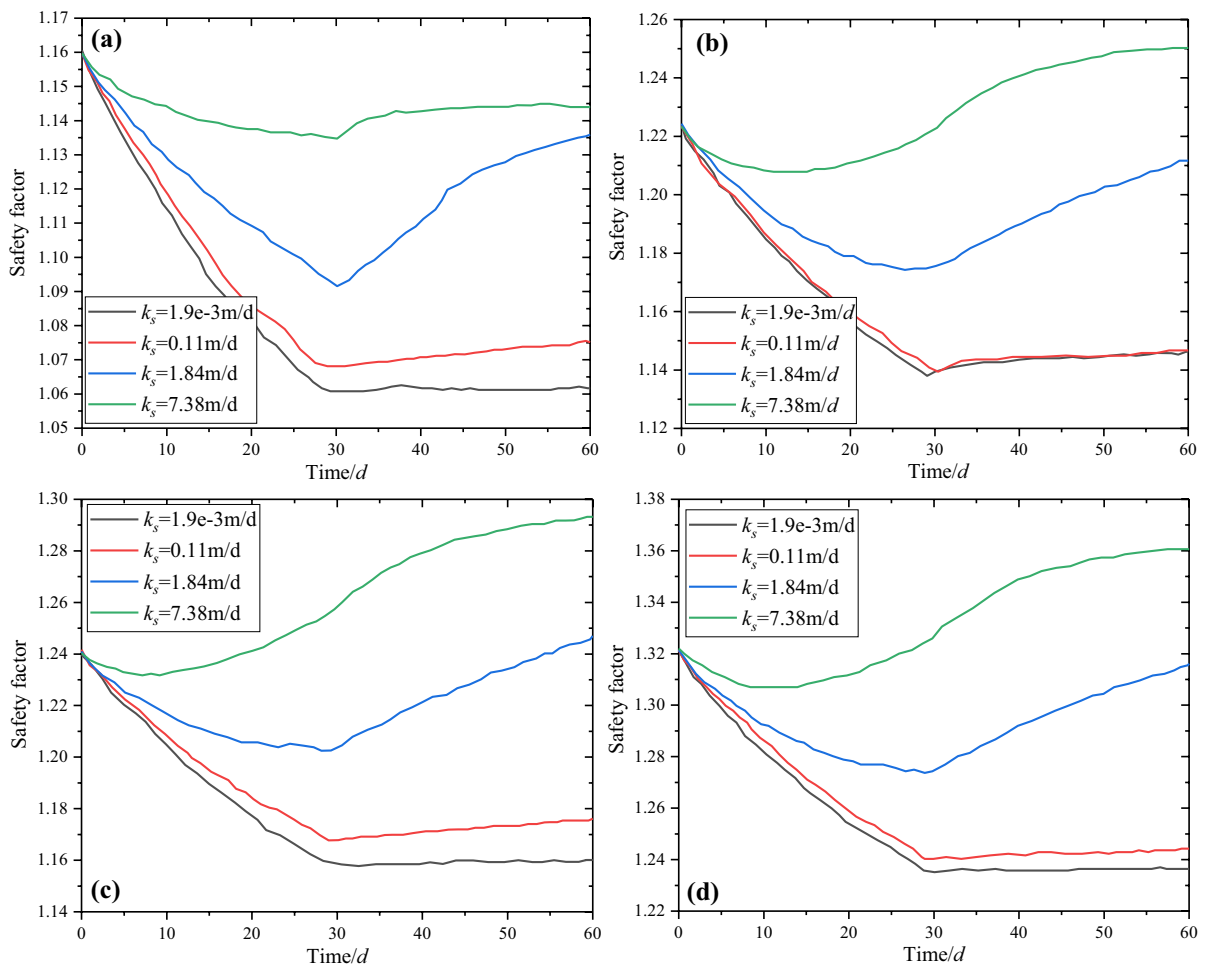 (a)
1.17
1.16
1.15
1.14
1.13
1.12
1.11
1.10
1.09
1.08
1.07
1.06
1.05
Safety factor
k_s=1.9e-3m/d
k_s=0.11m/d
k_s=1.84m/d
k_s=7.38m/d
0 10 20 30 40 50 60
Time/d
(b)
1.26
1.24
1.22
1.20
1.18
1.16
1.14
1.12
Safety factor
k_s=1.9e-3m/d
k_s=0.11m/d
k_s=1.84m/d
k_s=7.38m/d
0 10 20 30 40 50 60
Time/d
1.30
1.28
1.26
1.24
1.22
1.20
1.18
1.16
1.14
Safety factor
k_s=1.9e-3m/d
k_s=0.11m/d
k_s=1.84m/d
k_s=7.38m/d
(c)
0 10 20 30 40 50 60
Time/d
1.38
1.36
1.34
1.32
1.30
1.28
1.26
1.24
1.22
Safety factor
k_s=1.9e-3m/d
k_s=0.11m/d
k_s=1.84m/d
k_s=7.38m/d
(d)
0 10 20 30 40 50 60
Time/d